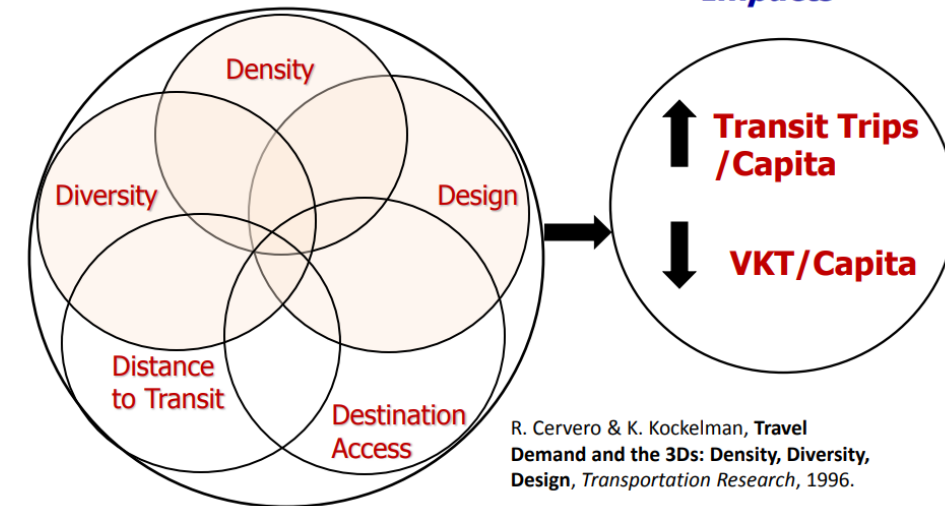 Impacts
Density
Diversity
Design
Distance
to Transit
Destination
Access
Transit Trips
/Capita
VKT/Capita
R. Cervero & K. Kockelman, Travel
Demand and the 3Ds: Density, Diversity,
Design, Transportation Research, 1996.